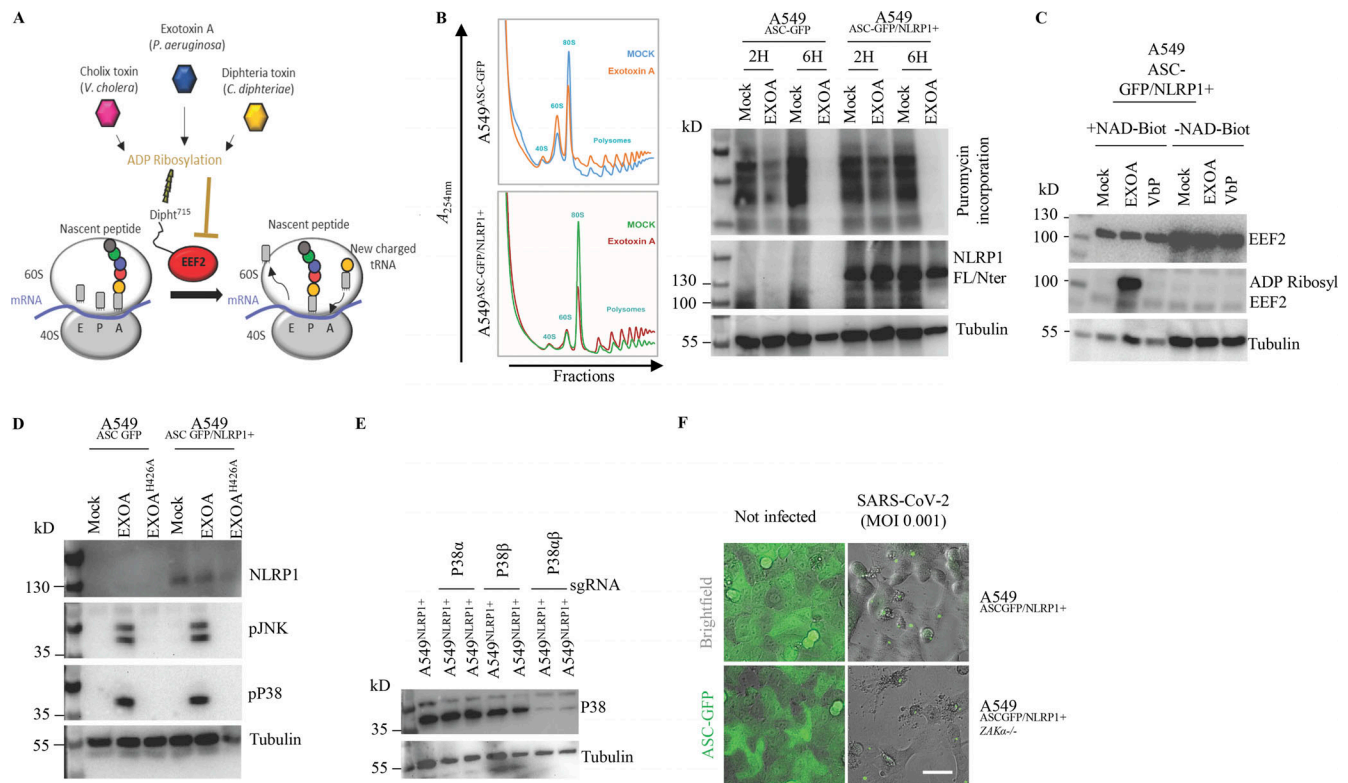 A
Exotoxin A
(P. aeruginosa)
Cholix toxin
(V. cholera)
Diphteria toxin
(C. diphteriae)
ADP Ribosylation
Dipht715
Nascent peptide
EEF2
60S
mRNA
40S
E P A
Nascent peptide
New charged
tRNA
60S
mRNA
40S
E P A
B
A254nm
A549ASC-GFP
MOCK
Exotoxin A
40S
60S
80S
Polysomes
A549ASC-GFP/NLRP1+
MOCK
Exotoxin A
40S
60S
80S
Polysomes
Fractions
A549
ASC-GFP
A549
ASC-GFP/NLRP1+
2H 6H 2H 6H
Mock EXOA Mock EXOA Mock EXOA Mock EXOA
kD
Puromycin
incorporation
NLRP1
FL/Nter
130
100
55
Tubulin
C
A549
ASC-
GFP/NLRP1+
+NAD-Biot -NAD-Biot
Mock EXOA VbP Mock EXOA VbP
kD
130
100
EEF2
100
ADP Ribosyl
EEF2
55
Tubulin
D
A549
ASC GFP
A549
ASC GFP/NLRP1+
Mock EXOA EXOAH426A Mock EXOA EXOAH426A
kD
130
NLRP1
pJNK
35
pP38
35
55
Tubulin
E
P38α P38β P38αβ
sgRNA
A549NLRP1+ A549NLRP1+ A549NLRP1+ A549NLRP1+ A549NLRP1+ A549NLRP1+ A549NLRP1+
kD
35
P38
55
Tubulin
F
Not infected
SARS-CoV-2
(MOI 0.001)
Brightfield
ASC-GFP
A549
ASCGFP/NLRP1+
A549
ASCGFP/NLRP1+
ZAKα-/-